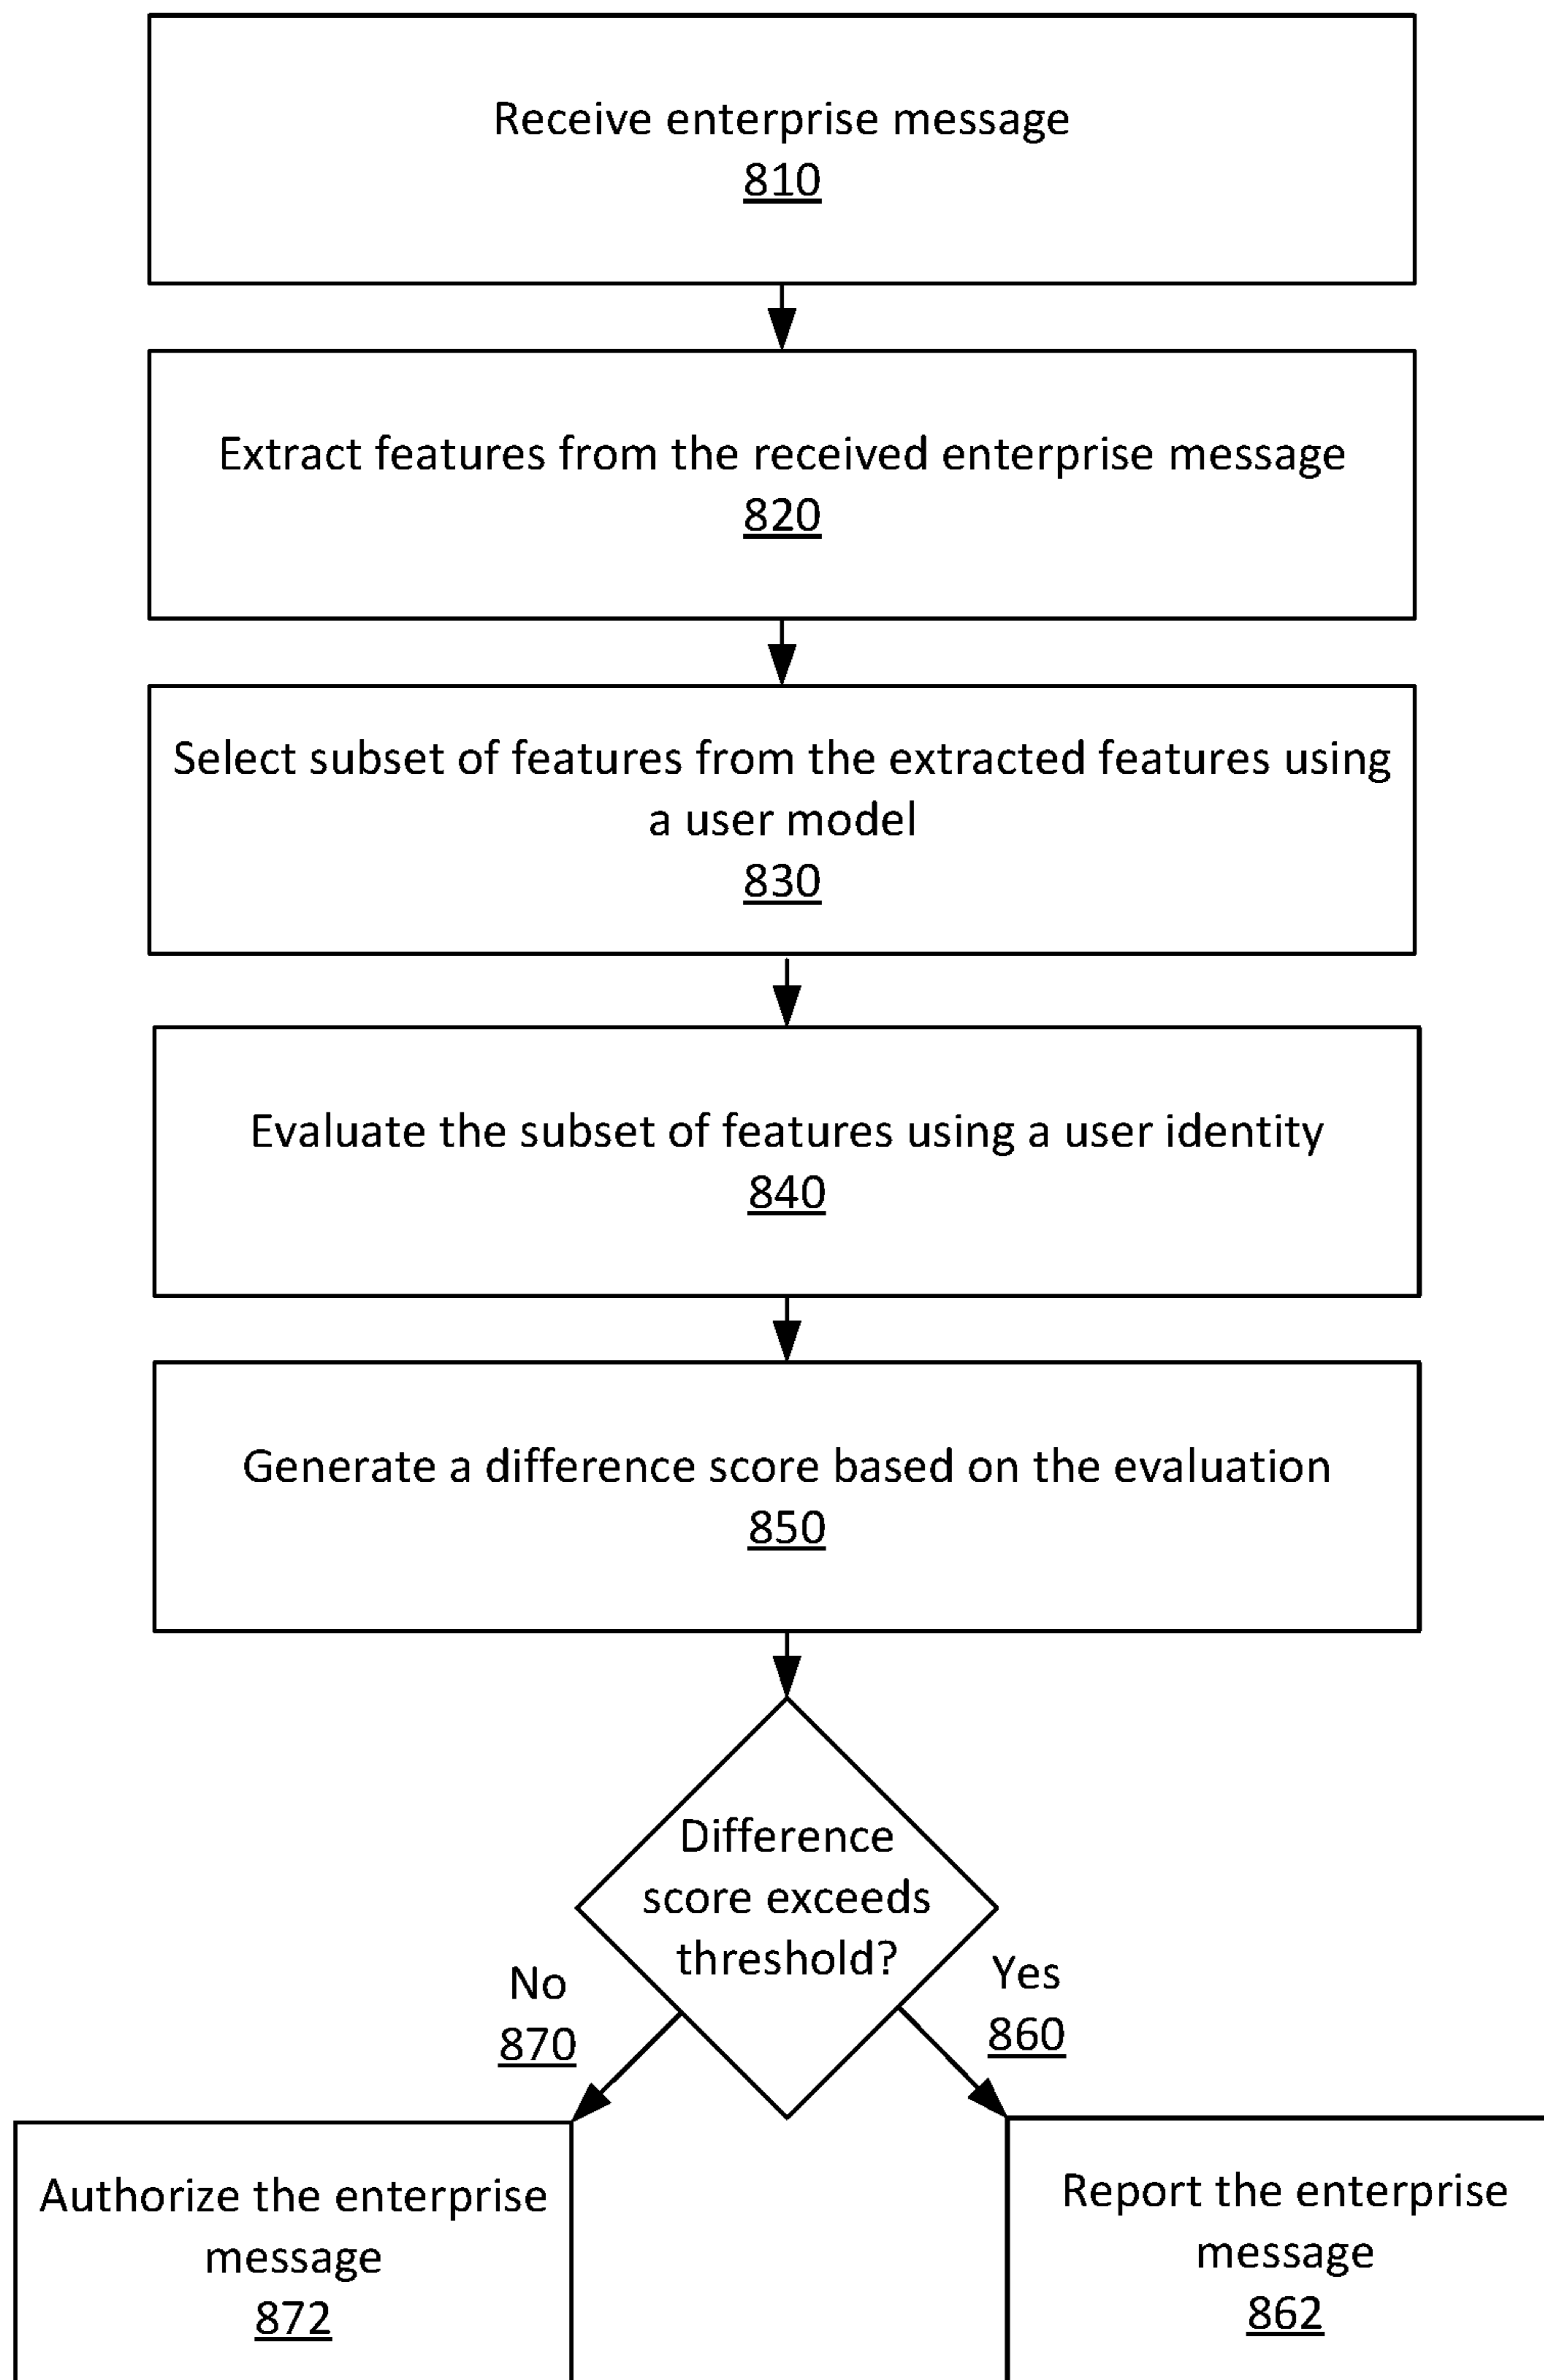 Receive enterprise message
810
Extract features from the received enterprise message
820
Select subset of features from the extracted features using
a user model
830
Evaluate the subset of features using a user identity
840
Generate a difference score based on the evaluation
850
Difference
score exceeds
threshold?
No
870
Yes
860
Authorize the enterprise
message
872
Report the enterprise
message
862